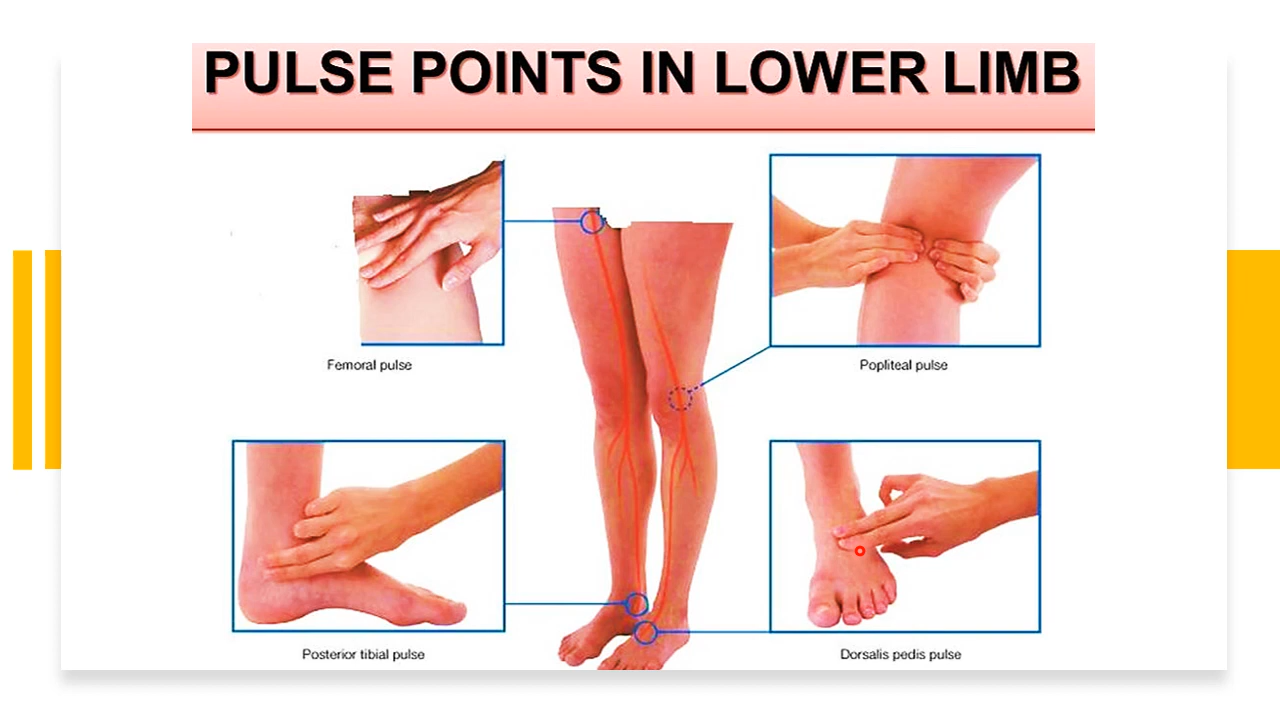 PULSE POINTS IN LOWER LIMB
Femoral pulse
Popliteal pulse
Posterior tibial pulse
Dorsalis pedis pulse